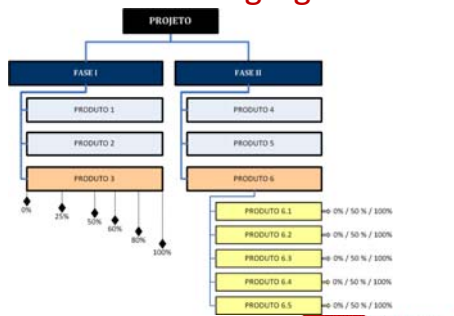 PROJETO
FASE I
FASE II
PRODUTO 1
PRODUTO 4
PRODUTO 2
PRODUTO 5
PRODUTO 3
PRODUTO 6
0%
25%
50%
60%
80%
100%
PRODUTO 6.1
0% / 50 % / 100%
PRODUTO 6.2
0% / 50 % / 100%
PRODUTO 6.3
0% / 50 % / 100%
PRODUTO 6.4
0% / 50 % / 100%
PRODUTO 6.5
0% / 50 % / 100%